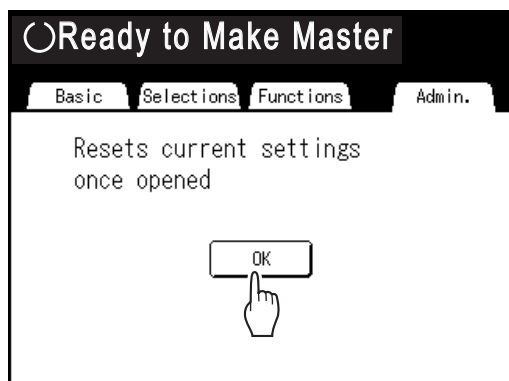 Ready to Make Master
Basic Selections Functions Admin.
Resets current settings
once opened
OK